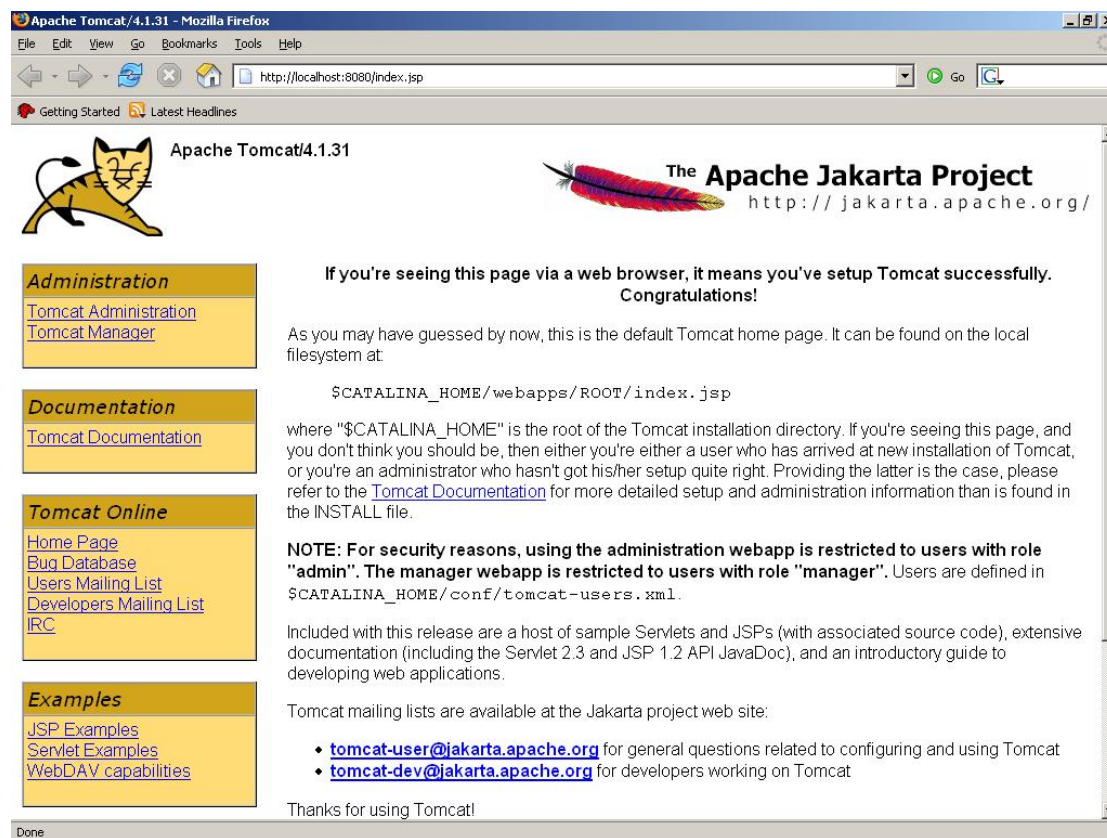 Apache Tomcat/4.1.31 - Mozilla Firefox
File Edit View Go Bookmarks Tools Help
http://localhost:8080/index.jsp
Go
G
Getting Started
Latest Headlines
Apache Tomcat/4.1.31
The Apache Jakarta Project
http://jakarta.apache.org/
Administration
Tomcat Administration
Tomcat Manager
Documentation
Tomcat Documentation
Tomcat Online
Home Page
Bug Database
Users Mailing List
Developers Mailing List
IRC
Examples
JSP Examples
Servlet Examples
WebDAV capabilities
If you're seeing this page via a web browser, it means you've setup Tomcat successfully.
Congratulations!
As you may have guessed by now, this is the default Tomcat home page. It can be found on the local
filesystem at:
$CATALINA_HOME/webapps/ROOT/index.jsp
where "$CATALINA_HOME" is the root of the Tomcat installation directory. If you're seeing this page, and
you don't think you should be, then either you're either a user who has arrived at new installation of Tomcat,
or you're an administrator who hasn't got his/her setup quite right. Providing the latter is the case, please
refer to the Tomcat Documentation for more detailed setup and administration information than is found in
the INSTALL file.
NOTE: For security reasons, using the administration webapp is restricted to users with role
"admin". The manager webapp is restricted to users with role "manager". Users are defined in
$CATALINA_HOME/conf/tomcat-users.xml.
Included with this release are a host of sample Servlets and JSPs (with associated source code), extensive
documentation (including the Servlet 2.3 and JSP 1.2 API JavaDoc), and an introductory guide to
developing web applications.
Tomcat mailing lists are available at the Jakarta project web site:
• tomcat-user@jakarta.apache.org for general questions related to configuring and using Tomcat
• tomcat-dev@jakarta.apache.org for developers working on Tomcat
Thanks for using Tomcat!
Done